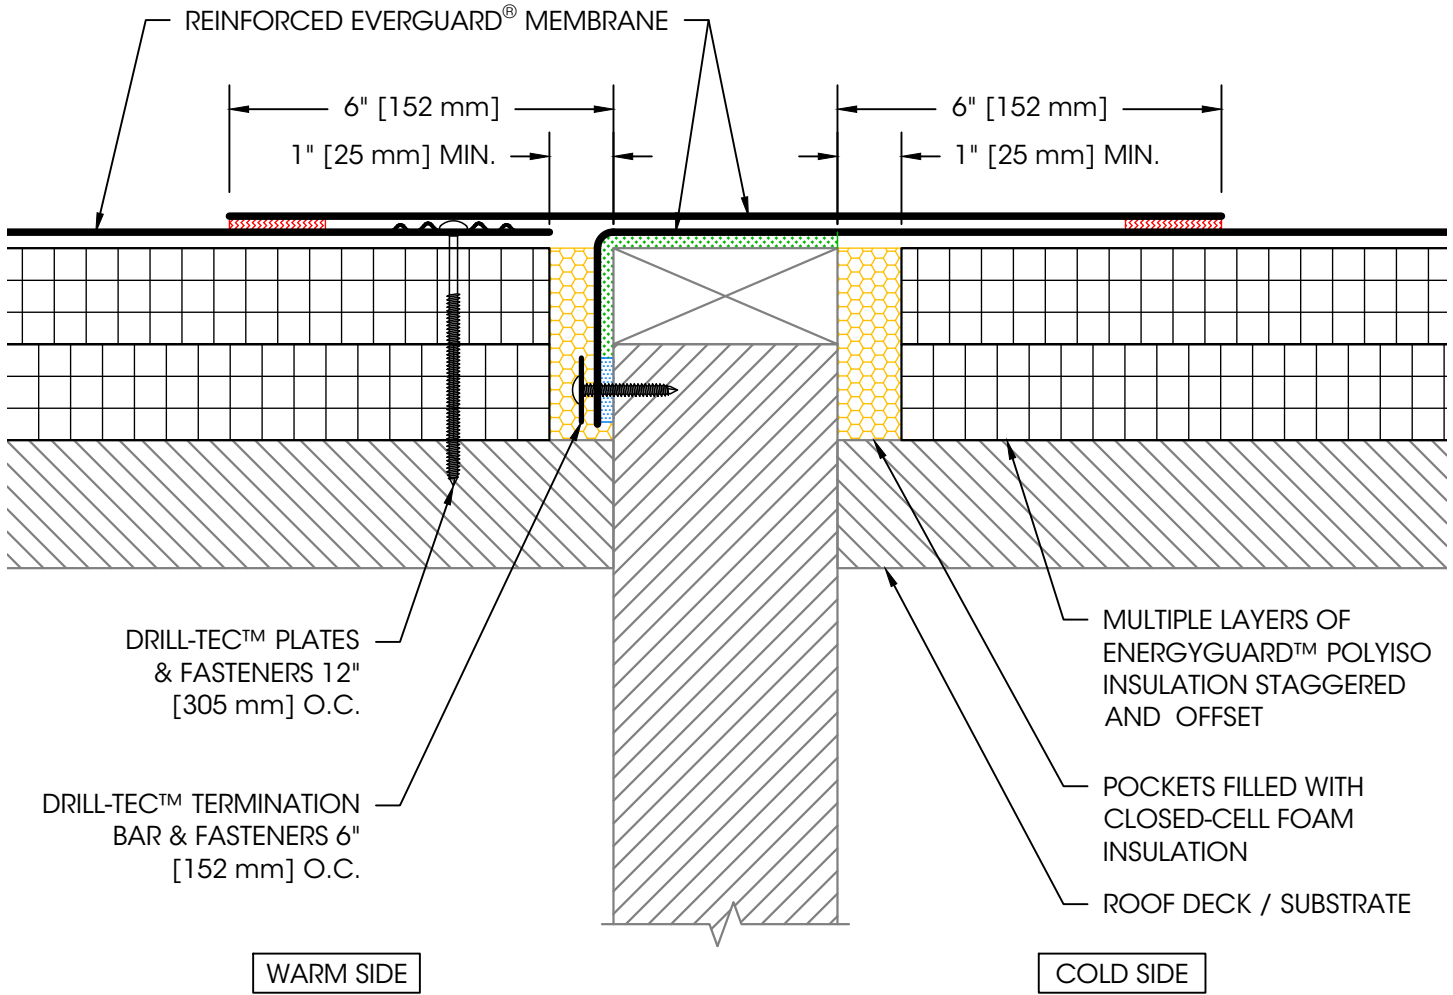 REINFORCED EVERGUARD® MEMBRANE
6" [152 mm]
6" [152 mm]
1" [25 mm] MIN.
1" [25 mm] MIN.
DRILL-TEC™ PLATES
& FASTENERS 12"
[305 mm] O.C.
DRILL-TEC™ TERMINATION
BAR & FASTENERS 6"
[152 mm] O.C.
MULTIPLE LAYERS OF
ENERGYGUARD™ POLYISO
INSULATION STAGGERED
AND OFFSET
POCKETS FILLED WITH
CLOSED-CELL FOAM
INSULATION
ROOF DECK / SUBSTRATE
WARM SIDE
COLD SIDE